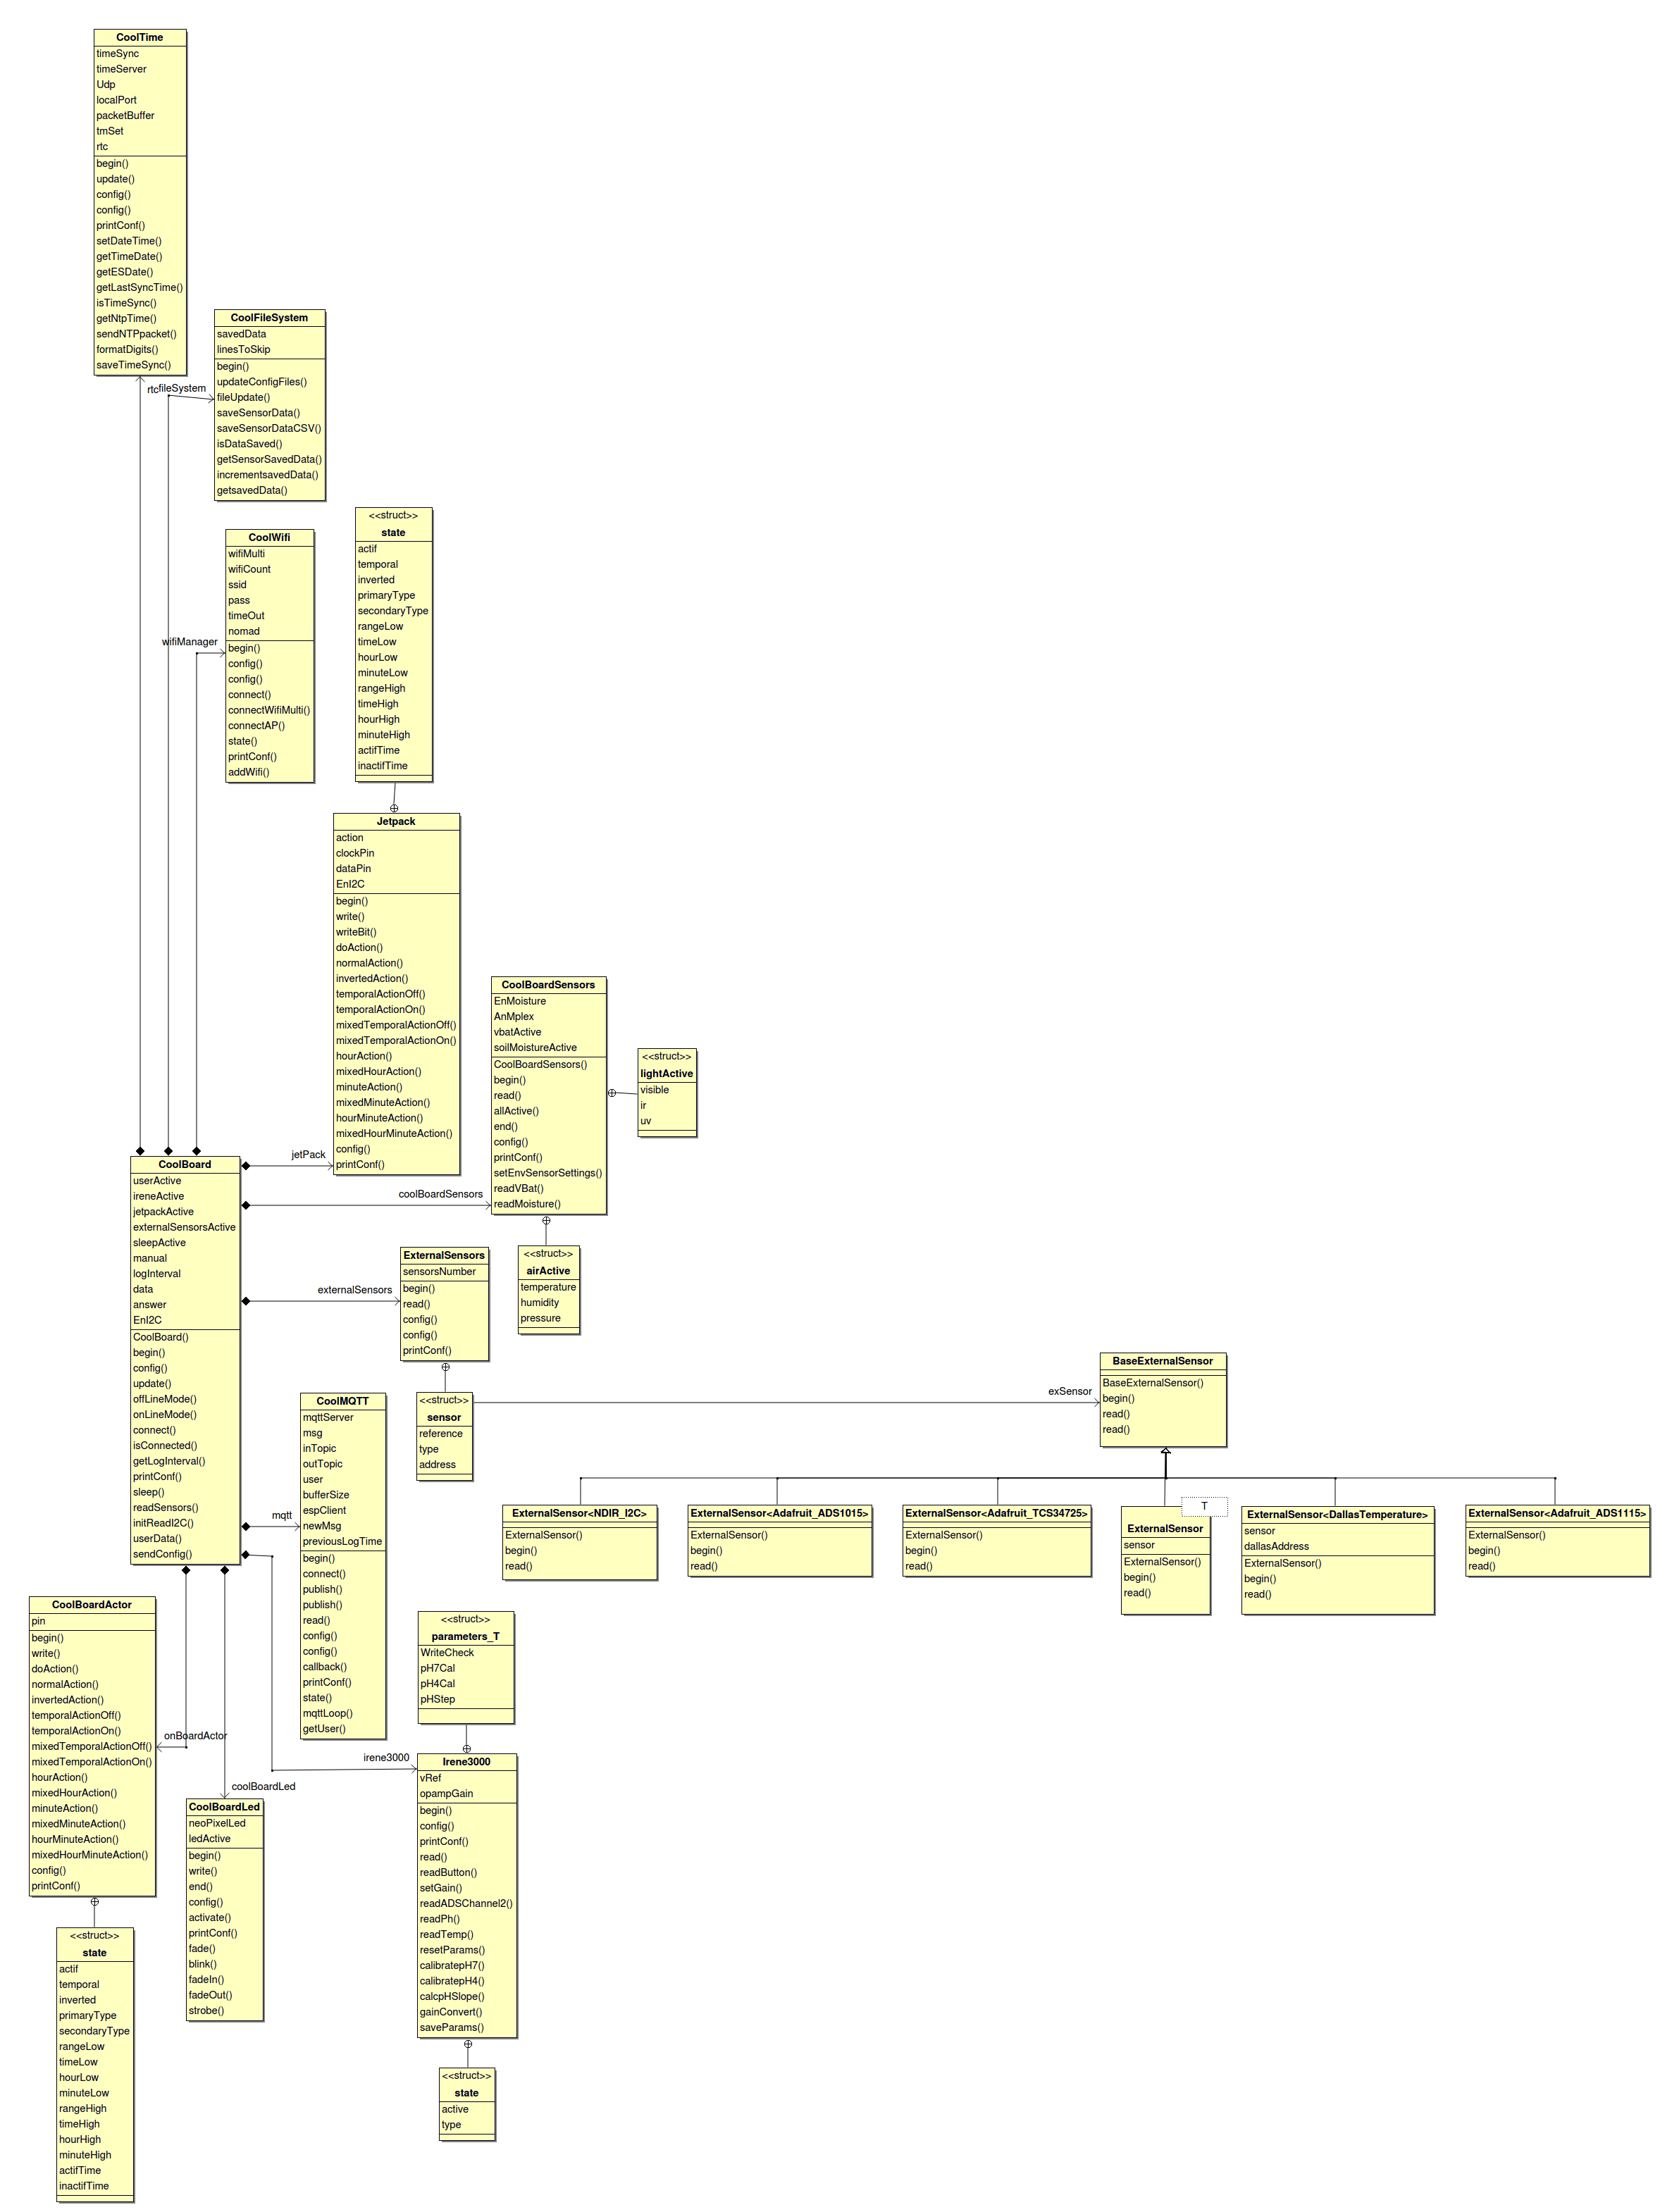 CoolTime
timeSync
timeServer
Udp
localPort
packetBuffer
tmSet
rtc
begin()
update()
config()
config()
printConf()
setDateTime()
getTimeDate()
getESDate()
getLastSyncTime()
isTimeSync()
getNtpTime()
sendNTPpacket()
formatDigits()
saveTimeSync()
rtc
fileSystem
CoolFileSystem
savedData
linesToSkip
begin()
updateConfigFiles()
fileUpdate()
saveSensorData()
saveSensorDataCSV()
isDataSaved()
getSensorSavedData()
incrementsavedData()
getsavedData()
wifiManager
CoolWifi
wifiMulti
wifiCount
ssid
pass
timeOut
nomad
begin()
config()
config()
connect()
connectWifiMulti()
connectAP()
state()
printConf()
addWifi()
<<struct>>
state
actif
temporal
inverted
primaryType
secondaryType
rangeLow
timeLow
hourLow
minuteLow
rangeHigh
timeHigh
hourHigh
minuteHigh
actifTime
inactifTime
Jetpack
action
clockPin
dataPin
EnI2C
begin()
write()
writeBit()
doAction()
normalAction()
invertedAction()
temporalActionOff()
temporalActionOn()
mixedTemporalActionOff()
mixedTemporalActionOn()
hourAction()
mixedHourAction()
minuteAction()
mixedMinuteAction()
hourMinuteAction()
mixedHourMinuteAction()
config()
printConf()
jetPack
CoolBoardSensors
EnMoisture
AnMplex
vbatActive
soilMoistureActive
CoolBoardSensors()
begin()
read()
allActive()
end()
config()
printConf()
setEnvSensorSettings()
readVBat()
readMoisture()
coolBoardSensors
<<struct>>
lightActive
visible
ir
uv
<<struct>>
airActive
temperature
humidity
pressure
CoolBoard
userActive
ireneActive
jetpackActive
externalSensorsActive
sleepActive
manual
logInterval
data
answer
EnI2C
CoolBoard()
begin()
config()
update()
offLineMode()
onLineMode()
connect()
isConnected()
getLogInterval()
printConf()
sleep()
readSensors()
initReadI2C()
userData()
sendConfig()
externalSensors
ExternalSensors
sensorsNumber
begin()
read()
config()
config()
printConf()
<<struct>>
sensor
reference
type
address
exSensor
BaseExternalSensor
BaseExternalSensor()
begin()
read()
read()
ExternalSensor<NDIR_I2C>
ExternalSensor()
begin()
read()
ExternalSensor<Adafruit_ADS1015>
ExternalSensor()
begin()
read()
ExternalSensor<Adafruit_TCS34725>
ExternalSensor()
begin()
read()
T
ExternalSensor
sensor
ExternalSensor()
begin()
read()
ExternalSensor<DallasTemperature>
sensor
dallasAddress
ExternalSensor()
begin()
read()
ExternalSensor<Adafruit_ADS1115>
ExternalSensor()
begin()
read()
mqtt
CoolMQTT
mqttServer
msg
inTopic
outTopic
user
bufferSize
espClient
newMsg
previousLogTime
begin()
connect()
publish()
publish()
read()
config()
config()
callback()
printConf()
state()
mqttLoop()
getUser()
CoolBoardActor
pin
begin()
write()
doAction()
normalAction()
invertedAction()
temporalActionOff()
temporalActionOn()
mixedTemporalActionOff()
mixedTemporalActionOn()
hourAction()
mixedHourAction()
minuteAction()
mixedMinuteAction()
hourMinuteAction()
mixedHourMinuteAction()
config()
printConf()
onBoardActor
<<struct>>
state
actif
temporal
inverted
primaryType
secondaryType
rangeLow
timeLow
hourLow
minuteLow
rangeHigh
timeHigh
hourHigh
minuteHigh
actifTime
inactifTime
coolBoardLed
CoolBoardLed
neoPixelLed
ledActive
begin()
write()
end()
config()
activate()
printConf()
fade()
blink()
fadeIn()
fadeOut()
strobe()
<<struct>>
parameters_T
WriteCheck
pH7Cal
pH4Cal
pHStep
irene3000
Irene3000
vRef
opampGain
begin()
config()
printConf()
read()
readButton()
setGain()
readADSChannel2()
readPh()
readTemp()
resetParams()
calibratepH7()
calibratepH4()
calcpHSlope()
gainConvert()
saveParams()
<<struct>>
state
active
type